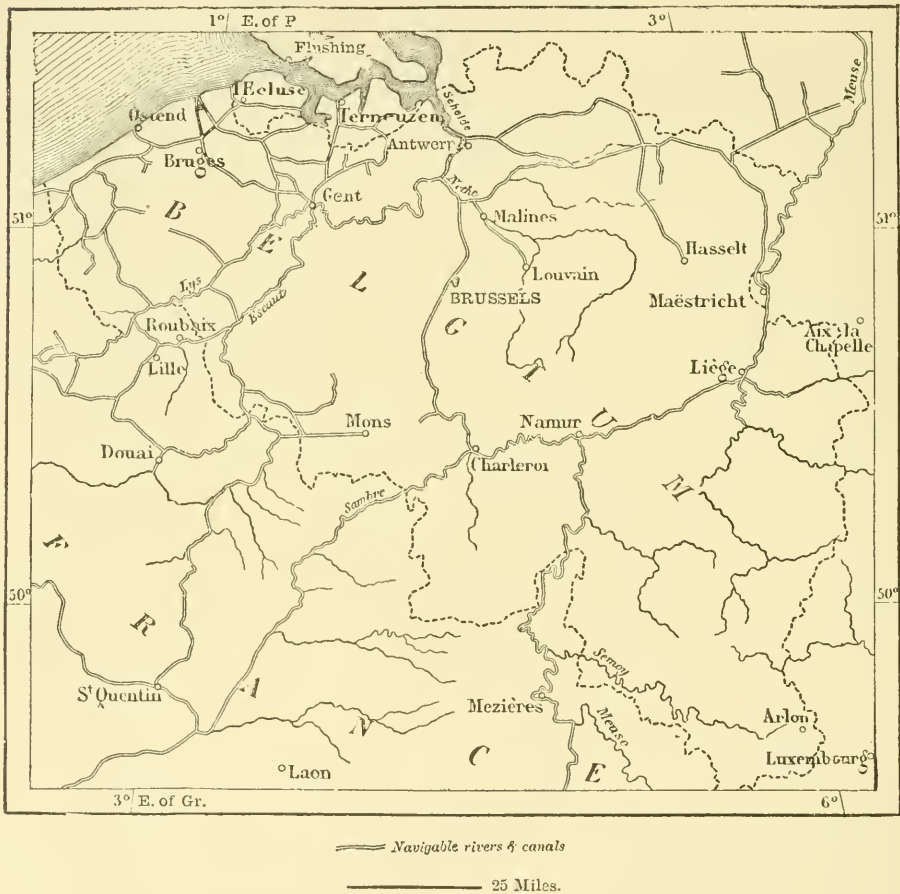 1° E. of P
3°
Flushing
l'Ecluse
Ostend
Terneuzen
Schelde
Meuse
Antwerp
Bruges
Nethe
Gent
B
Malines
51°
51°
E
Hasselt
L
Louvain
Lys
Escaut
BRUSSELS
Maëstricht
G
Roubaix
Aix la
Chapelle
Lille
I
Liège
Mons
Namur
U
Douai
Charleroi
M
Sambre
F
50°
50°
R
Semoy
St Quentin
A
Mezières
Meuse
Arlon
N
Luxembourg
C
E
Laon
3° E. of Gr.
6°
Navigable rivers & canals
25 Miles.